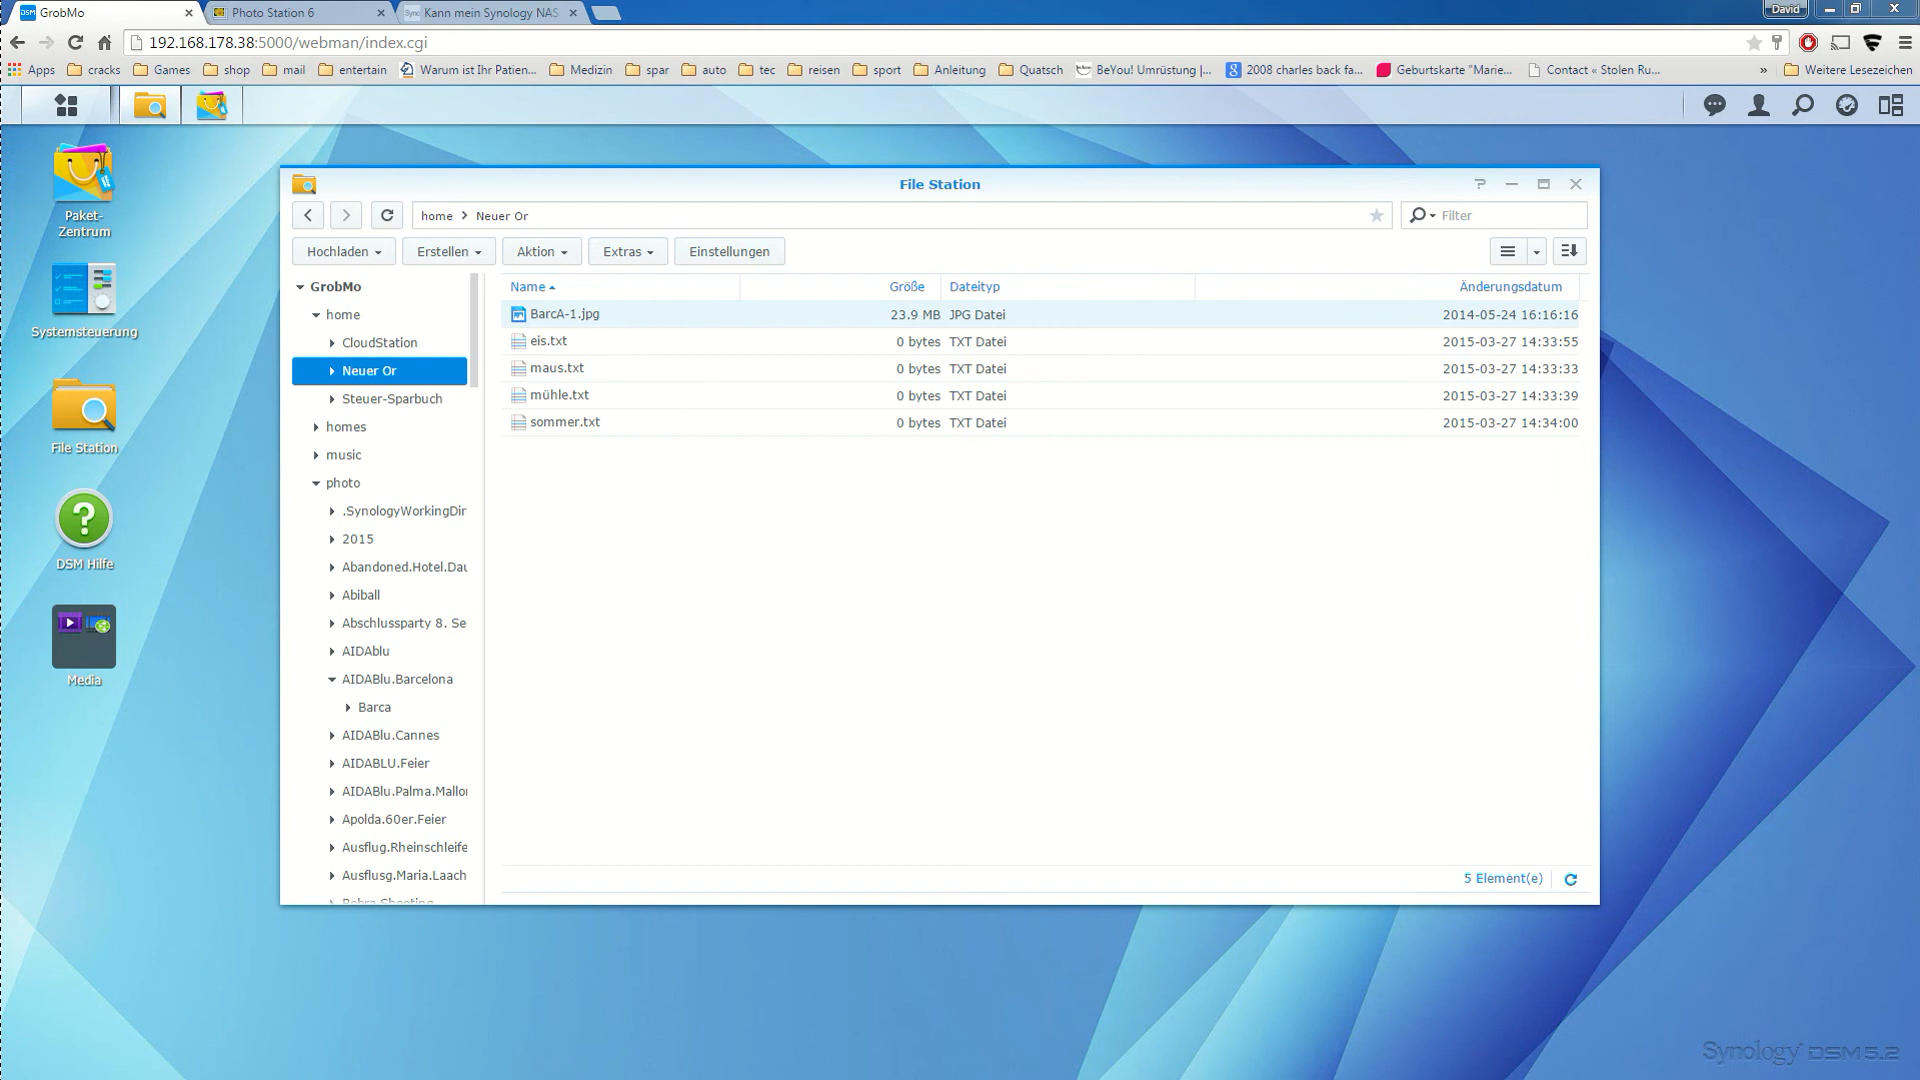 GrobMo
Photo Station 6
Kann mein Synology NAS
David
192.168.178.38:5000/webman/index.cgi
Apps cracks Games shop mail entertain Warum ist Ihr Patien... Medizin spar auto tec reisen sport Anleitung Quatsch BeYou! Umrüstung |... 2008 charles back fa... Geburtskarte "Marie... Contact « Stolen Ru... » Weitere Lesezeichen
Paket-
Zentrum
Systemsteuerung
File Station
DSM Hilfe
Media
File Station
home Neuer Or
Filter
Hochladen Erstellen Aktion Extras Einstellungen
GrobMo
home
CloudStation
Neuer Or
Steuer-Sparbuch
homes
music
photo
.SynologyWorkingDir
2015
Abandoned.Hotel.Dau
Abiball
Abschlussparty 8. Se
AIDAblu
AIDABlu.Barcelona
Barca
AIDABlu.Cannes
AIDABLU.Feier
AIDABlu.Palma.Mallor
Apolda.60er.Feier
Ausflug.Rheinschleife
Ausflusg.Maria.Laach
Name Größe Dateityp Änderungsdatum
BarcA-1.jpg 23.9 MB JPG Datei 2014-05-24 16:16:16
eis.txt 0 bytes TXT Datei 2015-03-27 14:33:55
maus.txt 0 bytes TXT Datei 2015-03-27 14:33:33
mühle.txt 0 bytes TXT Datei 2015-03-27 14:33:39
sommer.txt 0 bytes TXT Datei 2015-03-27 14:34:00
5 Element(e)
Synology DSM 5.2